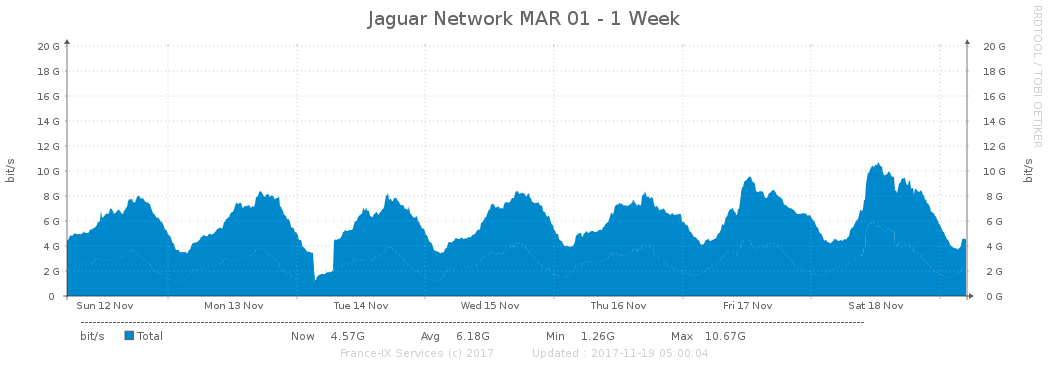 Jaguar Network MAR 01 - 1 Week
RRDTOOL / TOBI OETIKER
20 G 20 G
18 G 18 G
16 G 16 G
14 G 14 G
12 G 12 G
10 G 10 G
8 G 8 G
6 G 6 G
4 G 4 G
2 G 2 G
0 0 G
bit/s bit/s
Sun 12 Nov Mon 13 Nov Tue 14 Nov Wed 15 Nov Thu 16 Nov Fri 17 Nov Sat 18 Nov
bit/s Total Now 4.57G Avg 6.18G Min 1.26G Max 10.67G
France-IX Services (c) 2017 Updated : 2017-11-19 05:00:04